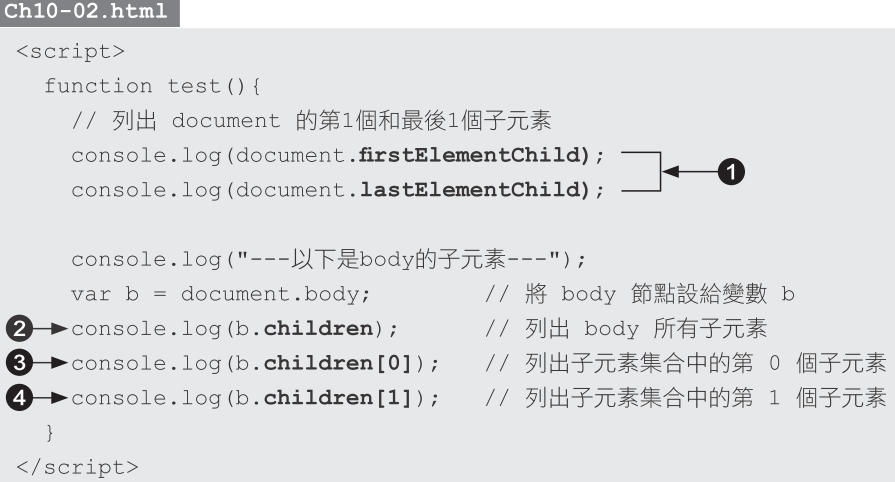 Ch10-02.html
<script>
function test(){
// 列出 document 的第1個和最後1個子元素
console.log(document.firstElementChild);
console.log(document.lastElementChild);
❶
console.log("---以下是body的子元素---");
var b = document.body; // 將 body 節點設給變數 b
❷ console.log(b.children); // 列出 body 所有子元素
❸ console.log(b.children[0]); // 列出子元素集合中的第 0 個子元素
❹ console.log(b.children[1]); // 列出子元素集合中的第 1 個子元素
}
</script>